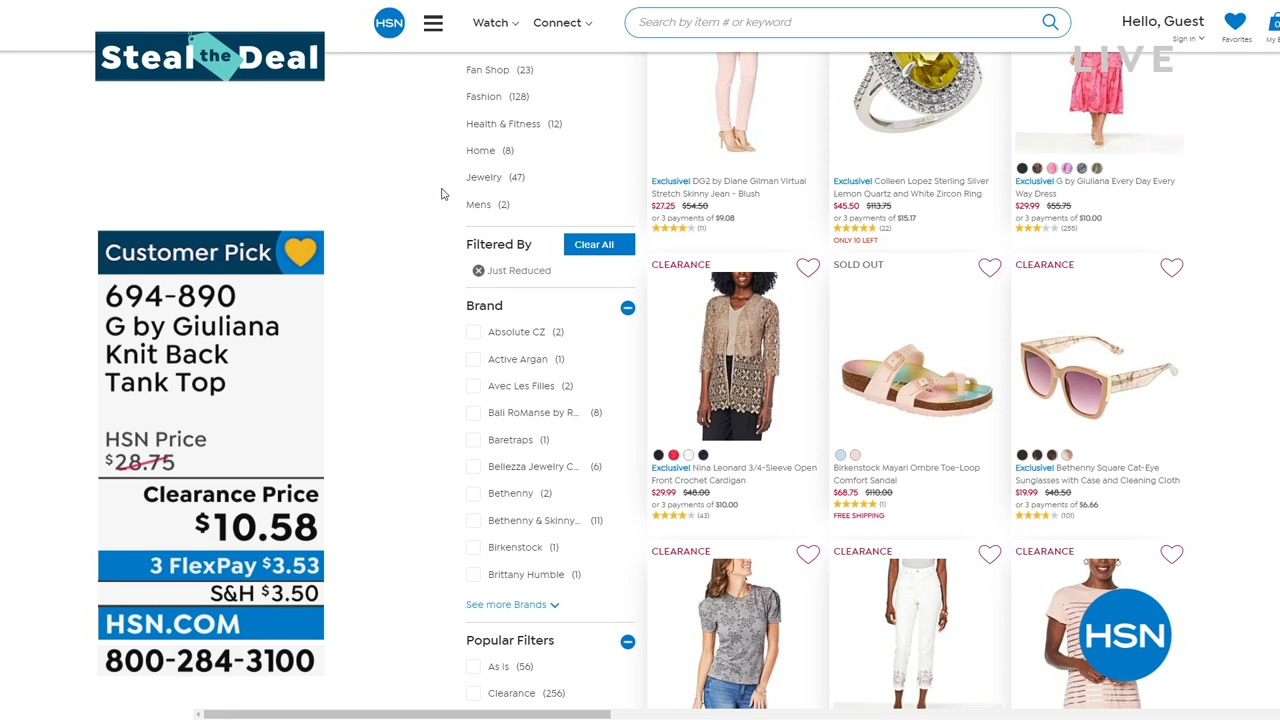 HSN
Watch
Connect
Search by item # or keyword
Hello, Guest
Sign In
Favorites
LIVE
Steal the Deal
Customer Pick
694-890
G by Giuliana
Knit Back
Tank Top
HSN Price
$28.75
Clearance Price
$10.58
3 FlexPay $3.53
S&H $3.50
HSN.COM
800-284-3100
Fan Shop (23)
Fashion (128)
Health & Fitness (12)
Home (8)
Jewelry (47)
Mens (2)
Filtered By
Clear All
Just Reduced
Brand
Absolute CZ (2)
Active Argan (1)
Avec Les Filles (2)
Bali RoManse by R... (8)
Baretraps (1)
Bellezza Jewelry C... (6)
Bethenny (2)
Bethenny & Skinny... (11)
Birkenstock (1)
Brittany Humble (1)
See more Brands
Popular Filters
As Is (56)
Clearance (256)
Exclusive! DG2 by Diane Gilman Virtual
Stretch Skinny Jean - Blush
$27.25 $54.50
or 3 payments of $9.08
(11)
Exclusive! Colleen Lopez Sterling Silver
Lemon Quartz and White Zircon Ring
$45.50 $113.75
or 3 payments of $15.17
(22)
ONLY 10 LEFT
Exclusive! G by Giuliana Every Day Every
Way Dress
$29.99 $55.75
or 3 payments of $10.00
(255)
CLEARANCE
Exclusive! Nina Leonard 3/4-Sleeve Open
Front Crochet Cardigan
$29.99 $48.00
or 3 payments of $10.00
(43)
SOLD OUT
Birkenstock Mayari Ombre Toe-Loop
Comfort Sandal
$68.75 $110.00
(1)
FREE SHIPPING
CLEARANCE
Exclusive! Bethenny Square Cat-Eye
Sunglasses with Case and Cleaning Cloth
$19.99 $48.50
or 3 payments of $6.66
(101)
CLEARANCE
CLEARANCE
CLEARANCE
HSN